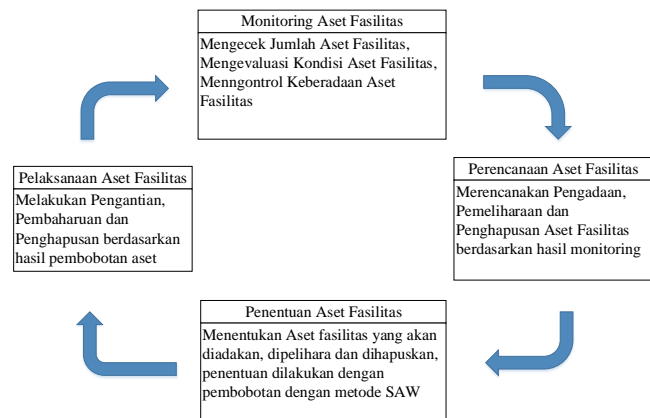 Monitoring Aset Fasilitas
Mengecek Jumlah Aset Fasilitas,
Mengevaluasi Kondisi Aset Fasilitas,
Menngontrol Keberadaan Aset
Fasilitas
Perencanaan Aset Fasilitas
Merencanakan Pengadaan,
Pemeliharaan dan
Penghapusan Aset Fasilitas
berdasarkan hasil monitoring
Penentuan Aset Fasilitas
Menentukan Aset fasilitas yang akan
diadakan, dipelihara dan dihapuskan,
penentuan dilakukan dengan
pembobotan dengan metode SAW
Pelaksanaan Aset Fasilitas
Melakukan Pengantian,
Pembaharuan dan
Penghapusan berdasarkan
hasil pembobotan aset